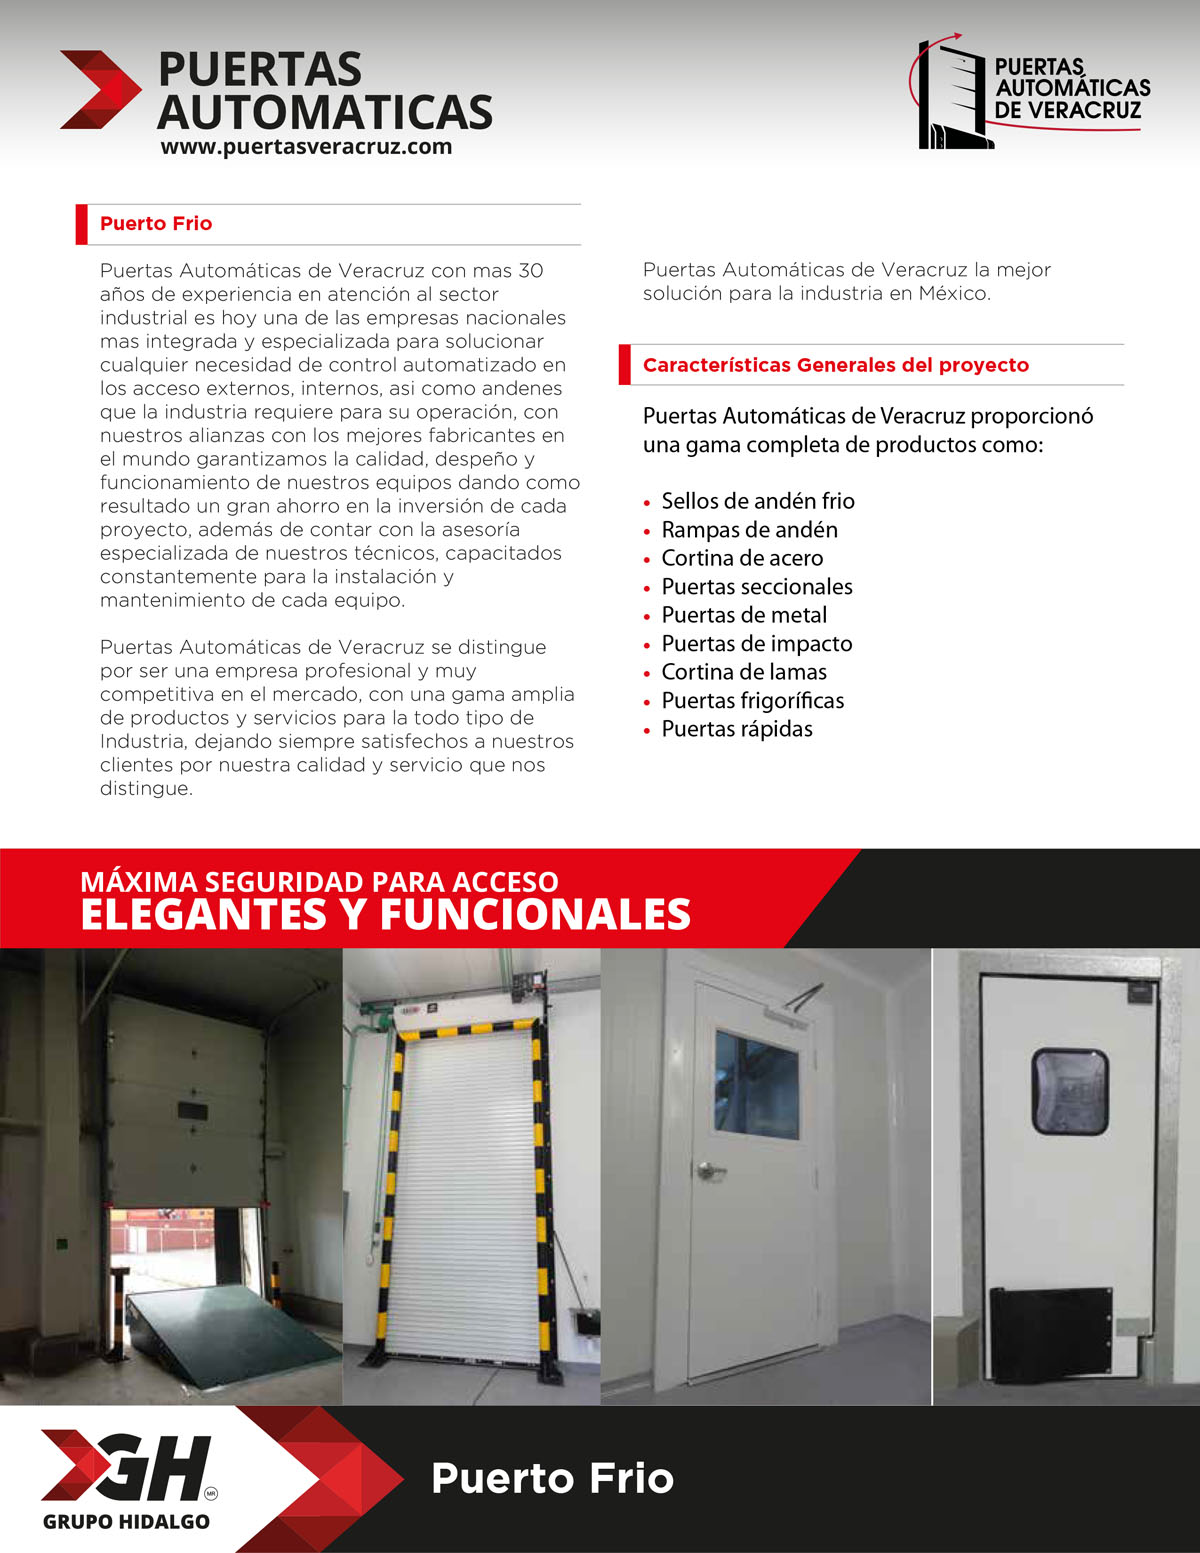 PUERTAS
AUTOMATICAS
www.puertasveracruz.com
PUERTAS
AUTOMÁTICAS
DE VERACRUZ
Puerto Frio
Puertas Automáticas de Veracruz con mas 30
años de experiencia en atención al sector
industrial es hoy una de las empresas nacionales
mas integrada y especializada para solucionar
cualquier necesidad de control automatizado en
los acceso externos, internos, asi como andenes
que la industria requiere para su operación, con
nuestros alianzas con los mejores fabricantes en
el mundo garantizamos la calidad, despeño y
funcionamiento de nuestros equipos dando como
resultado un gran ahorro en la inversión de cada
proyecto, además de contar con la asesoría
especializada de nuestros técnicos, capacitados
constantemente para la instalación y
mantenimiento de cada equipo.
Puertas Automáticas de Veracruz se distingue
por ser una empresa profesional y muy
competitiva en el mercado, con una gama amplia
de productos y servicios para la todo tipo de
Industria, dejando siempre satisfechos a nuestros
clientes por nuestra calidad y servicio que nos
distingue.
Puertas Automáticas de Veracruz la mejor
solución para la industria en México.
Características Generales del proyecto
Puertas Automáticas de Veracruz proporcionó
una gama completa de productos como:
• Sellos de andén frio
• Rampas de andén
• Cortina de acero
• Puertas seccionales
• Puertas de metal
• Puertas de impacto
• Cortina de lamas
• Puertas frigoríficas
• Puertas rápidas
MÁXIMA SEGURIDAD PARA ACCESO
ELEGANTES Y FUNCIONALES
GH
MR
GRUPO HIDALGO
Puerto Frio